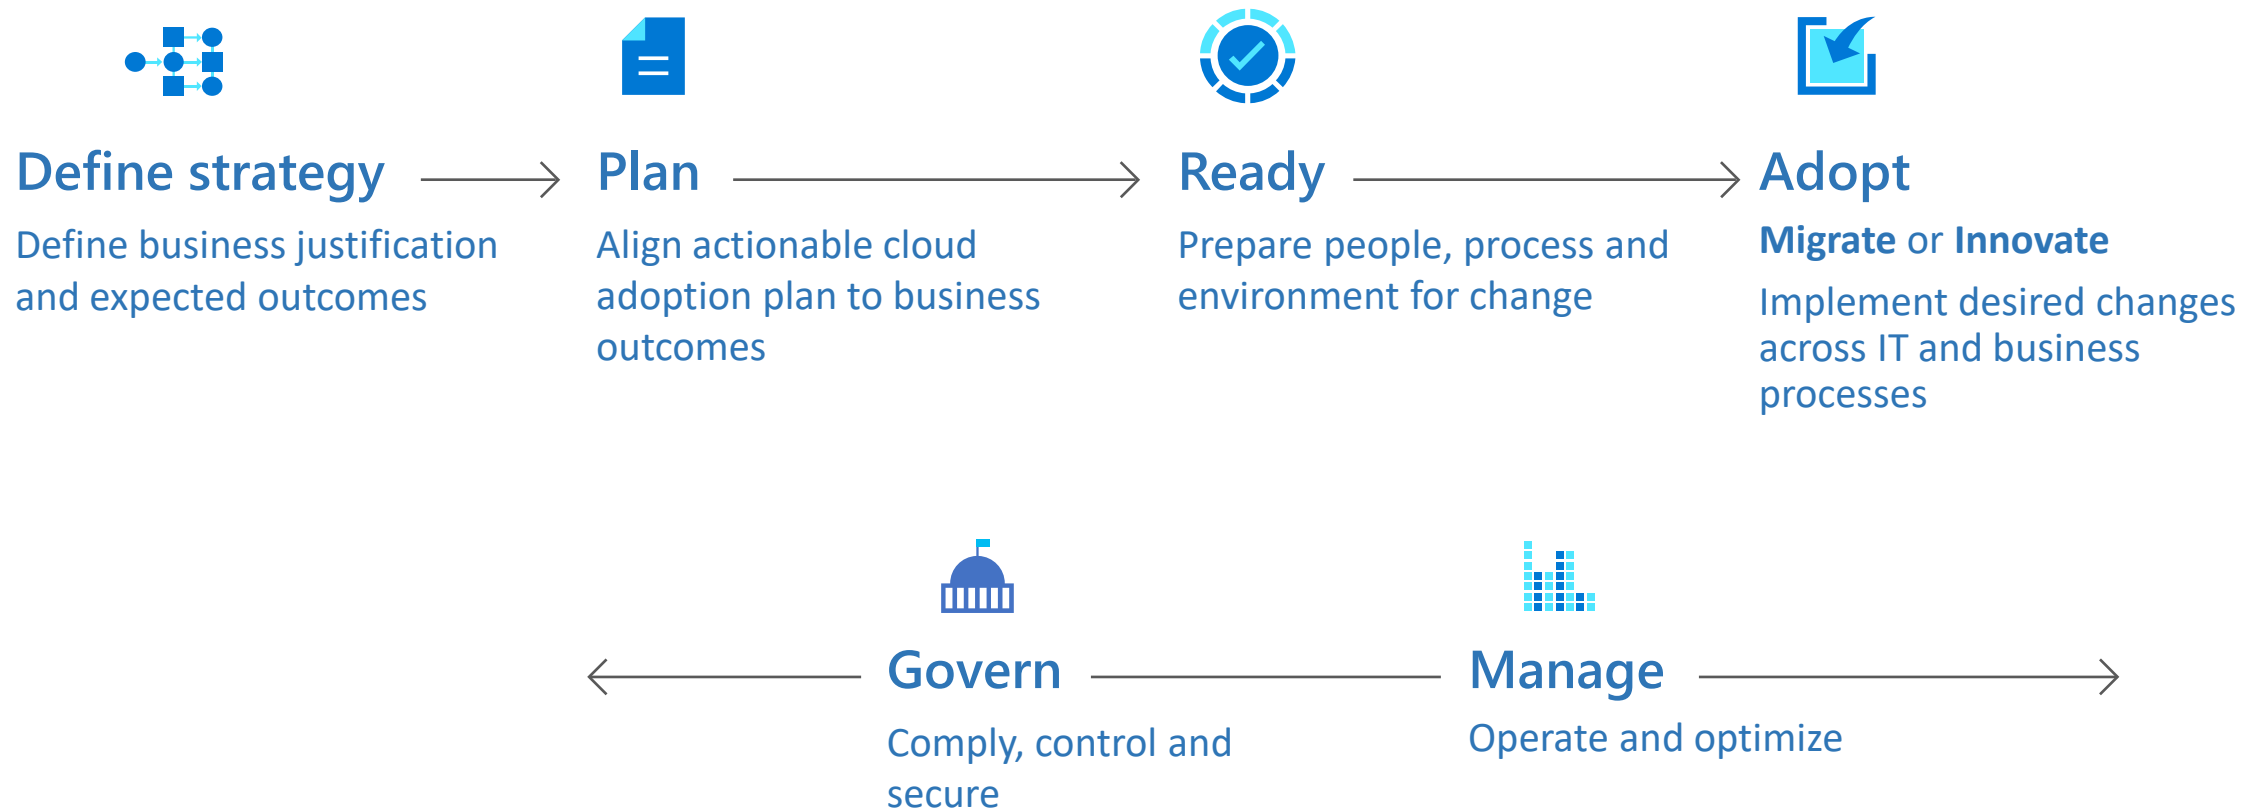 Define strategy
Define business justification
and expected outcomes
Plan
Align actionable cloud
adoption plan to business
outcomes
Ready
Prepare people, process and
environment for change
Adopt
Migrate or Innovate
Implement desired changes
across IT and business
processes
Govern
Comply, control and
secure
Manage
Operate and optimize